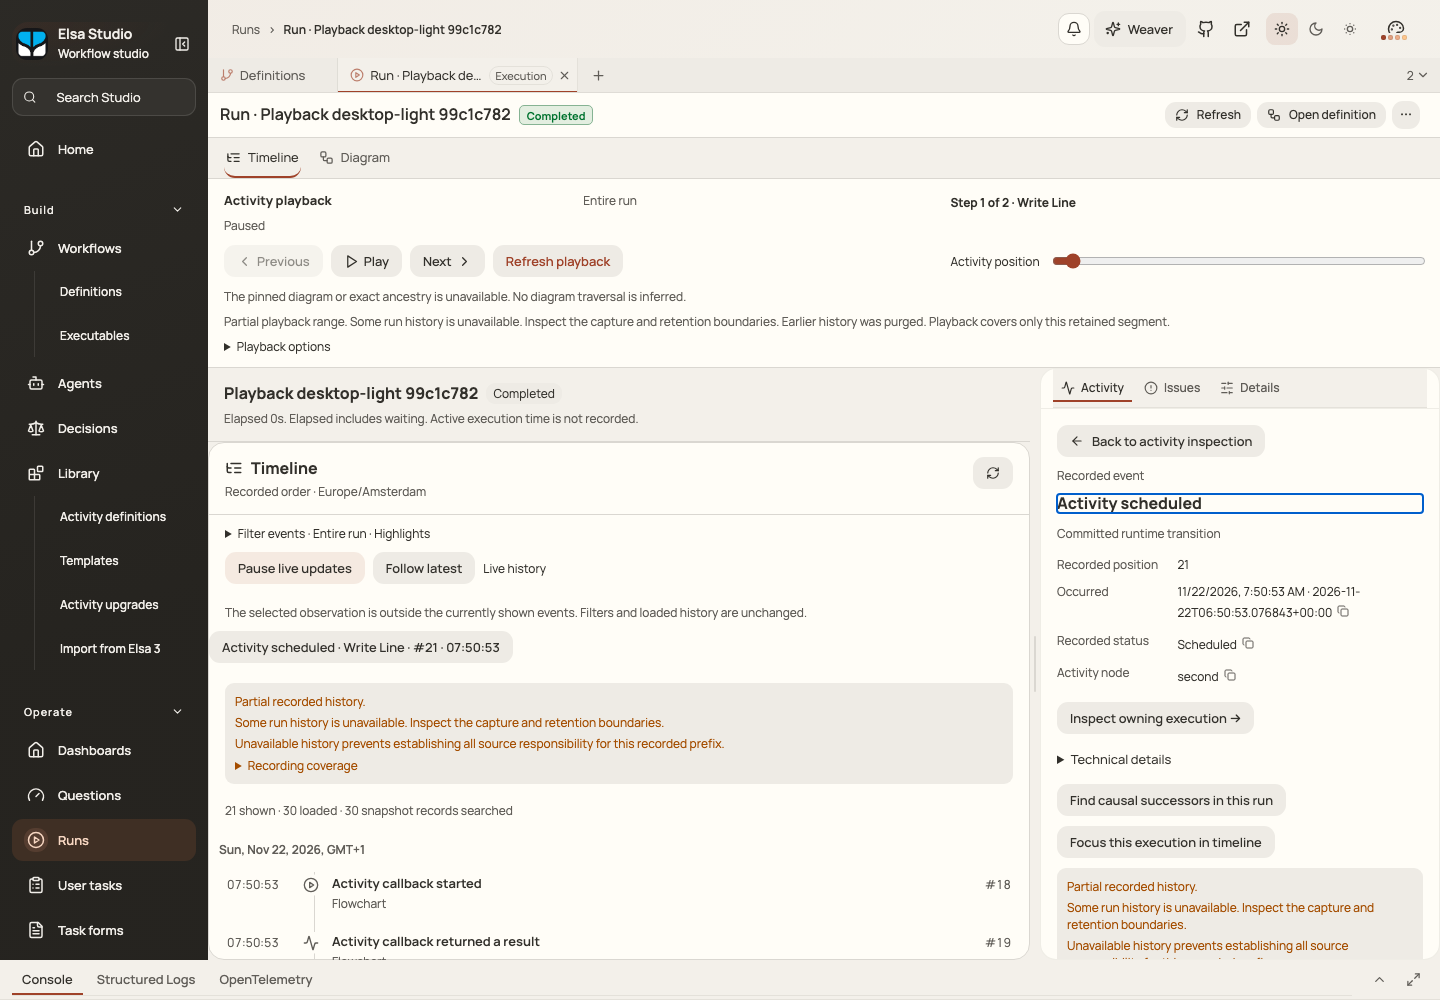 Elsa Studio
Workflow studio
Search Studio
Home
Build
Workflows
Definitions
Executables
Agents
Decisions
Library
Activity definitions
Templates
Activity upgrades
Import from Elsa 3
Operate
Dashboards
Questions
Runs
User tasks
Task forms
Runs › Run · Playback desktop-light 99c1c782
Weaver
Definitions
Run · Playback de... Execution
2
Run · Playback desktop-light 99c1c782 Completed
Refresh
Open definition
Timeline
Diagram
Activity playback
Entire run
Step 1 of 2 · Write Line
Paused
Previous
Play
Next
Refresh playback
Activity position
The pinned diagram or exact ancestry is unavailable. No diagram traversal is inferred.
Partial playback range. Some run history is unavailable. Inspect the capture and retention boundaries. Earlier history was purged. Playback covers only this retained segment.
Playback options
Playback desktop-light 99c1c782 Completed
Elapsed 0s. Elapsed includes waiting. Active execution time is not recorded.
Timeline
Recorded order · Europe/Amsterdam
Filter events · Entire run · Highlights
Pause live updates
Follow latest
Live history
The selected observation is outside the currently shown events. Filters and loaded history are unchanged.
Activity scheduled · Write Line · #21 · 07:50:53
Partial recorded history.
Some run history is unavailable. Inspect the capture and retention boundaries.
Unavailable history prevents establishing all source responsibility for this recorded prefix.
Recording coverage
21 shown · 30 loaded · 30 snapshot records searched
Sun, Nov 22, 2026, GMT+1
07:50:53 Activity callback started #18
Flowchart
07:50:53 Activity callback returned a result #19
Activity
Issues
Details
Back to activity inspection
Recorded event
Activity scheduled
Committed runtime transition
Recorded position 21
Occurred 11/22/2026, 7:50:53 AM · 2026-11-
22T06:50:53.076843+00:00
Recorded status Scheduled
Activity node second
Inspect owning execution →
Technical details
Find causal successors in this run
Focus this execution in timeline
Partial recorded history.
Some run history is unavailable. Inspect the capture and
retention boundaries.
Unavailable history prevents establishing all source
Console
Structured Logs
OpenTelemetry